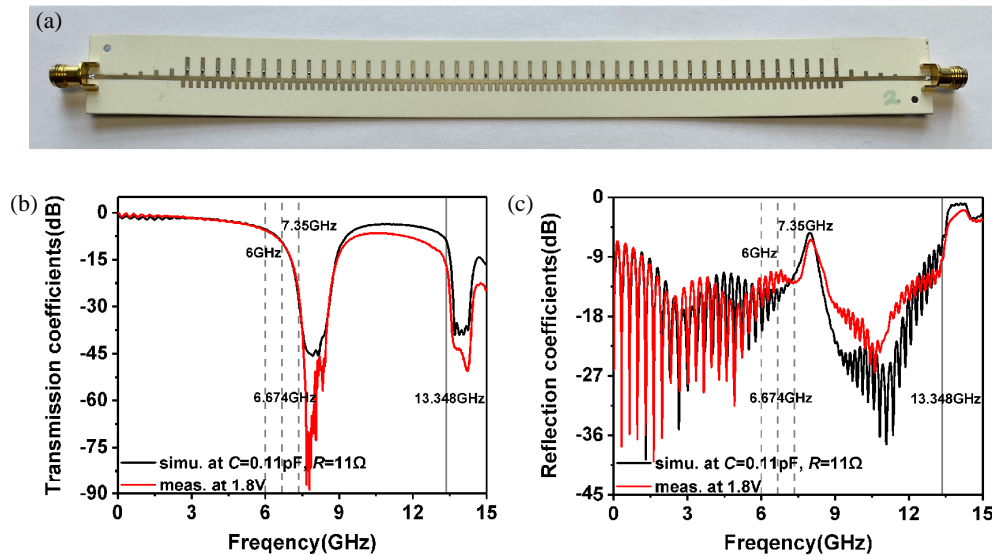 (a)
2
(b)
(c)
Transmission coefficients(dB)
0
-15
-30
-45
-60
-75
-90
7.35GHz
6GHz
6.674GHz
13.348GHz
simu. at C=0.11pF, R=11Ω
meas. at 1.8V
0 3 6 9 12 15
Freqency(GHz)
Reflection coefficients(dB)
0
-9
-18
-27
-36
-45
7.35GHz
6GHz
6.674GHz
13.348GHz
simu. at C=0.11pF, R=11Ω
meas. at 1.8V
0 3 6 9 12 15
Freqency(GHz)